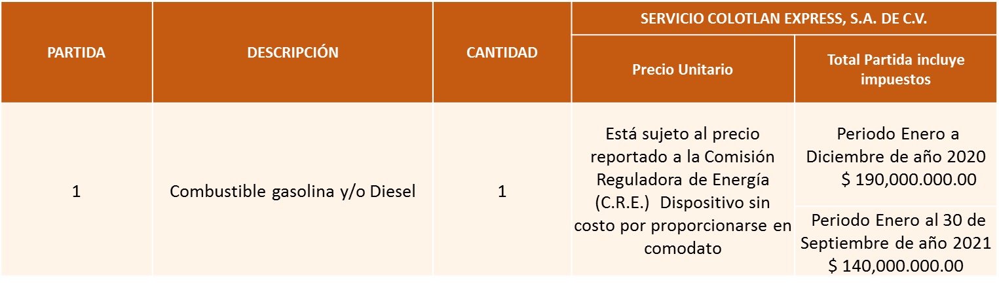 PARTIDA
DESCRIPCIÓN
CANTIDAD
SERVICIO COLOTLAN EXPRESS, S.A. DE C.V.
Precio Unitario
Total Partida incluye
impuestos
1
Combustible gasolina y/o Diesel
1
Está sujeto al precio
reportado a la Comisión
Reguladora de Energía
(C.R.E.) Dispositivo sin
costo por proporcionarse en
comodato
Periodo Enero a
Diciembre de año 2020
$ 190,000.000.00
Periodo Enero al 30 de
Septiembre de año 2021
$ 140,000.000.00